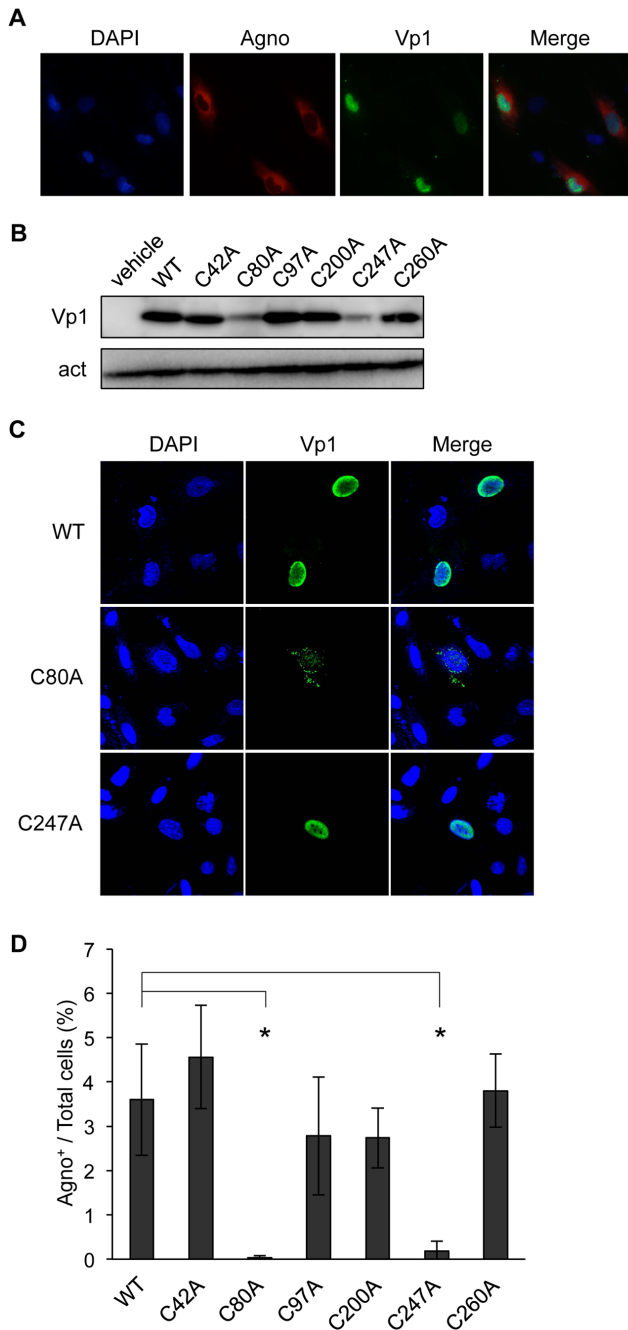 A
DAPI Agno Vp1 Merge
B
vehicle WT C42A C80A C97A C200A C247A C260A
Vp1
act
C
DAPI Vp1 Merge
WT
C80A
C247A
D
7
6
5
4
3
2
1
0
Agno⁺ / Total cells (%)
* *
WT C42A C80A C97A C200A C247A C260A